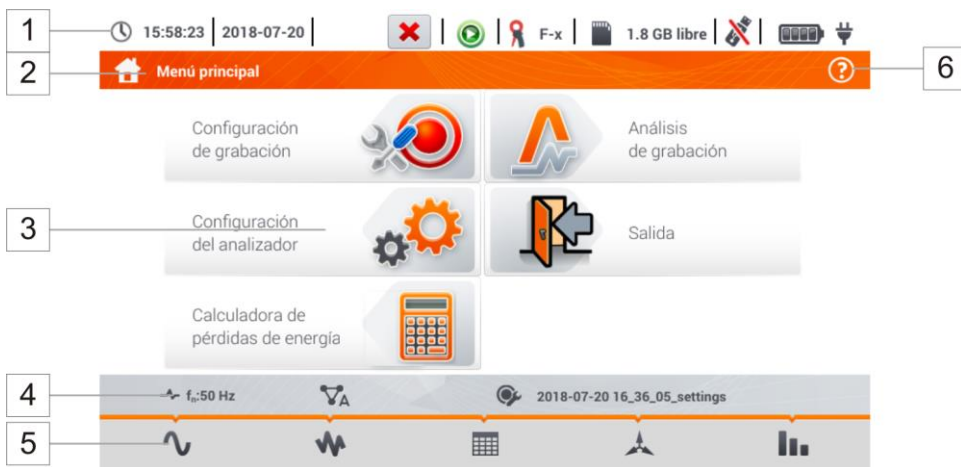 1
15:58:23 2018-07-20 F-x 1.8 GB libre
2
Menú principal
?
6
Configuración
de grabación
Análisis
de grabación
3
Configuración
del analizador
Salida
Calculadora de
pérdidas de energía
4
fₙ:50 Hz
A
2018-07-20 16_36_05_settings
5